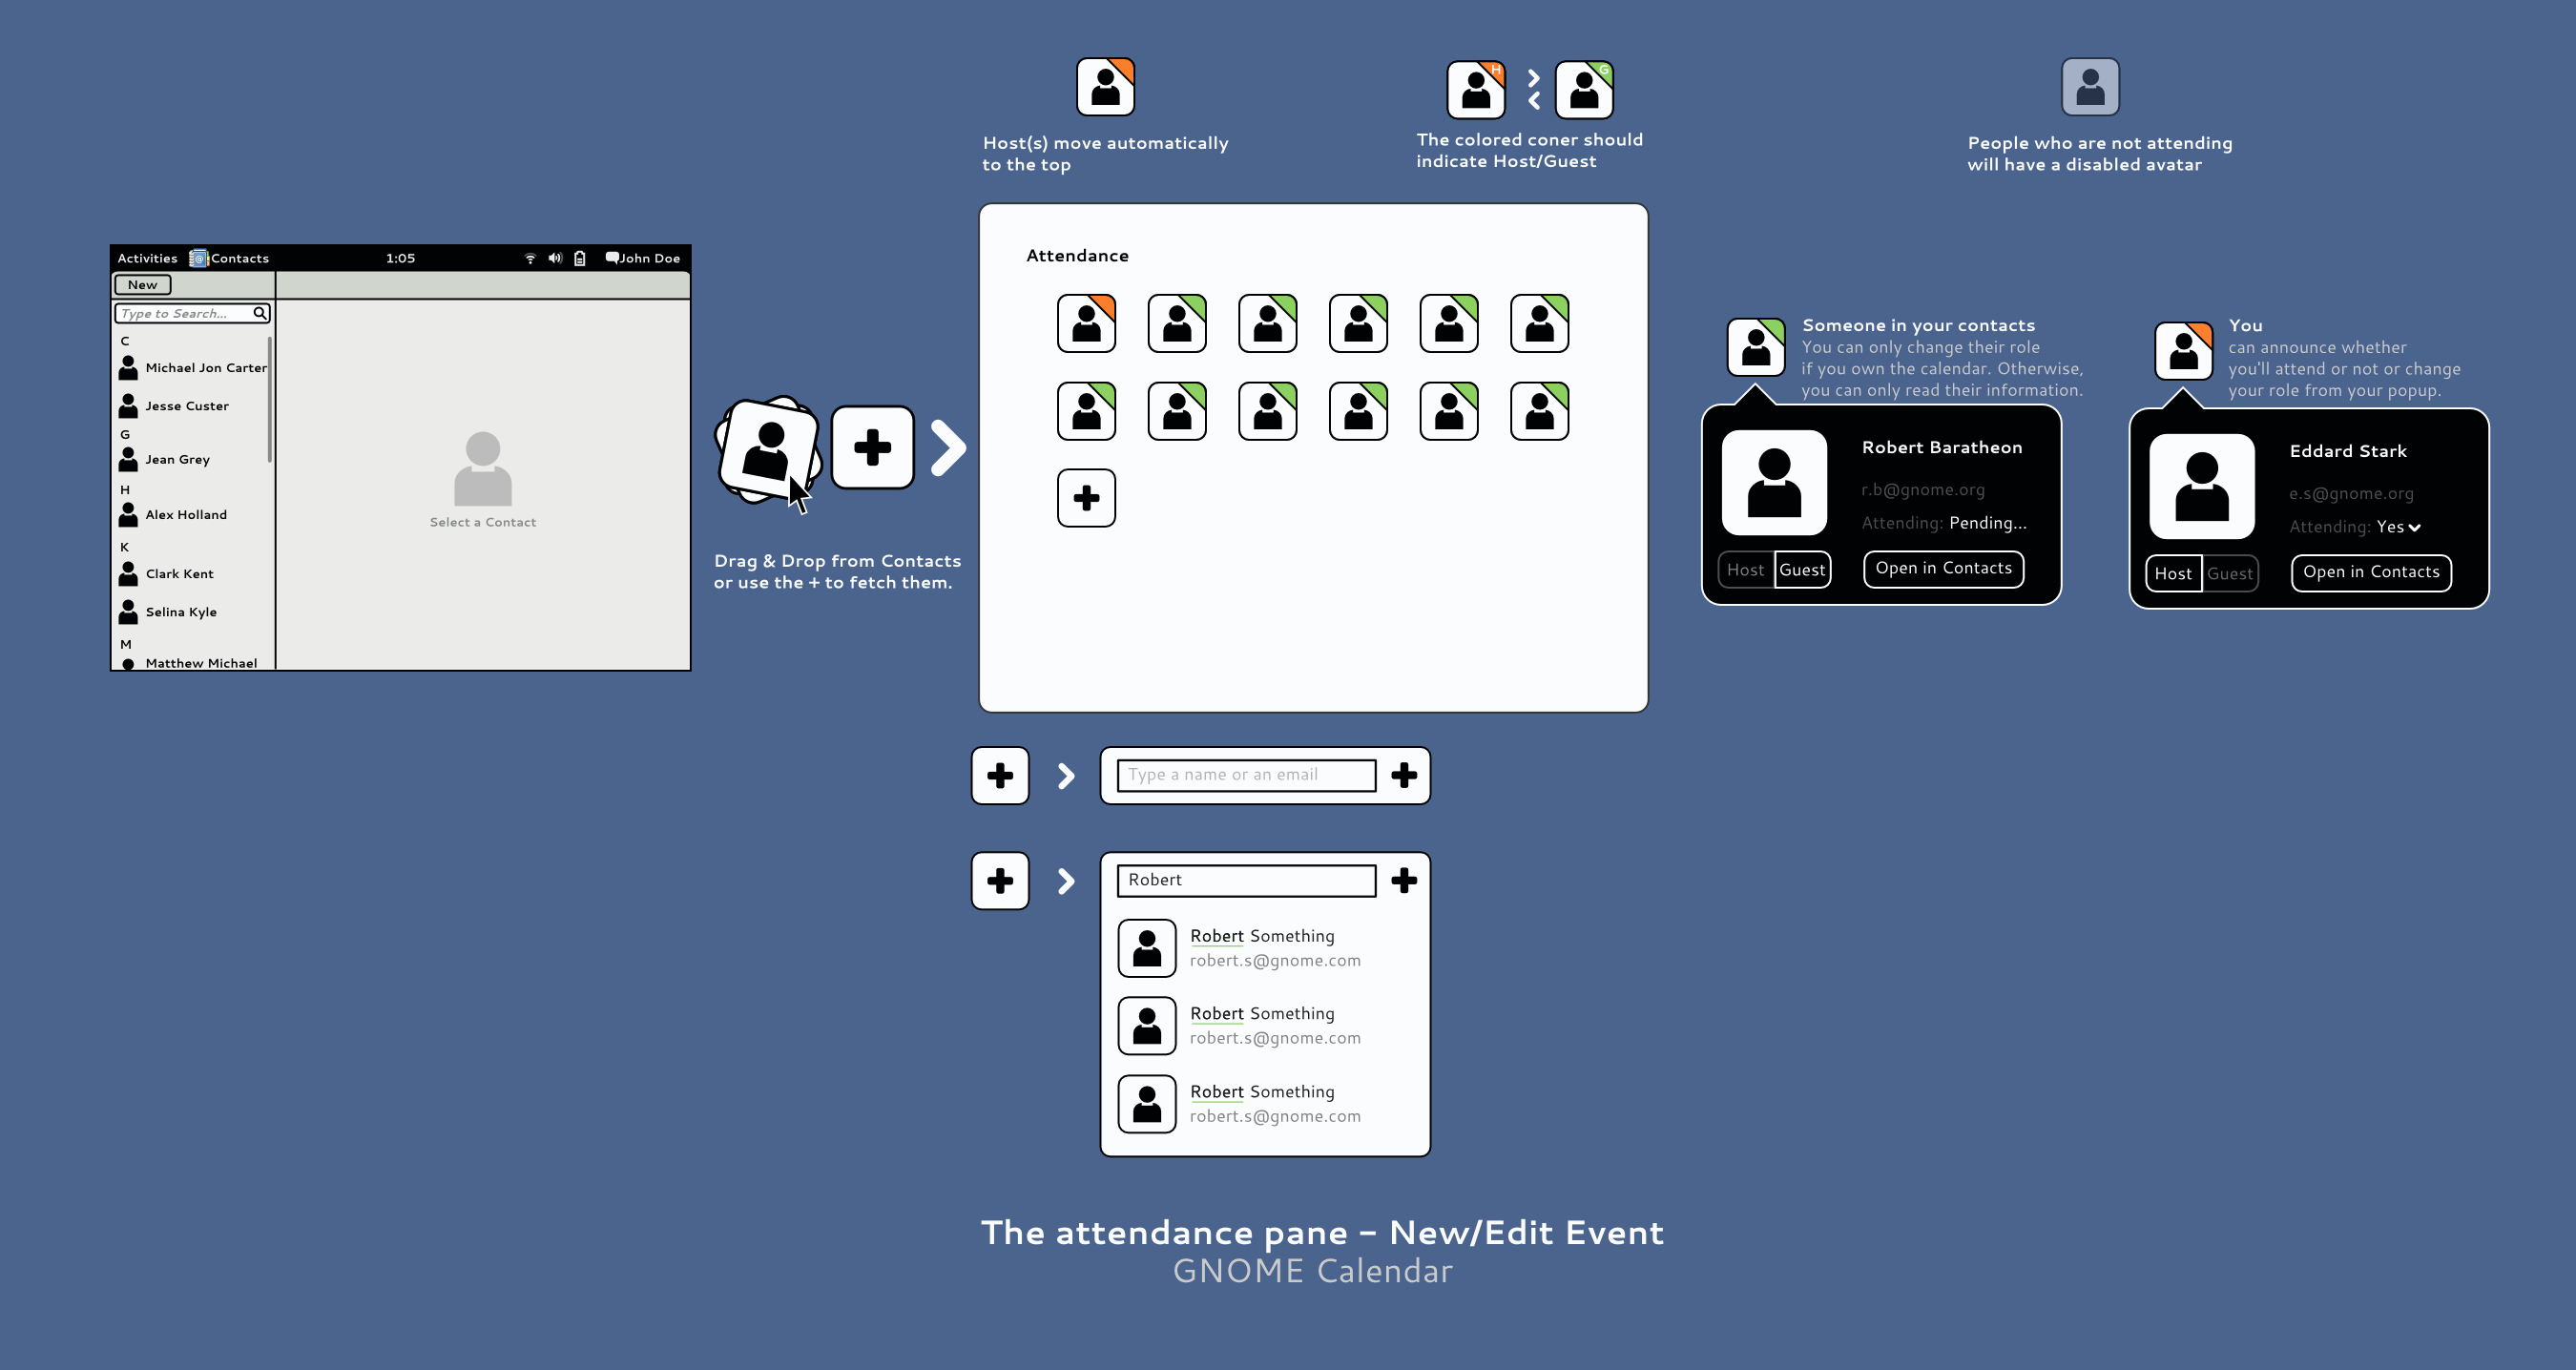 Host(s) move automatically
to the top
H
G
The colored coner should
indicate Host/Guest
People who are not attending
will have a disabled avatar
Activities
Contacts
1:05
John Doe
New
Type to Search...
C
Michael Jon Carter
Jesse Custer
G
Jean Grey
H
Alex Holland
K
Clark Kent
Selina Kyle
M
Matthew Michael
Select a Contact
Drag & Drop from Contacts
or use the + to fetch them.
Attendance
Someone in your contacts
You can only change their role
if you own the calendar. Otherwise,
you can only read their information.
Robert Baratheon
r.b@gnome.org
Attending: Pending...
Host Guest
Open in Contacts
You
can announce whether
you'll attend or not or change
your role from your popup.
Eddard Stark
e.s@gnome.org
Attending: Yes
Host Guest
Open in Contacts
Type a name or an email
Robert
Robert Something
robert.s@gnome.com
Robert Something
robert.s@gnome.com
Robert Something
robert.s@gnome.com
The attendance pane - New/Edit Event
GNOME Calendar